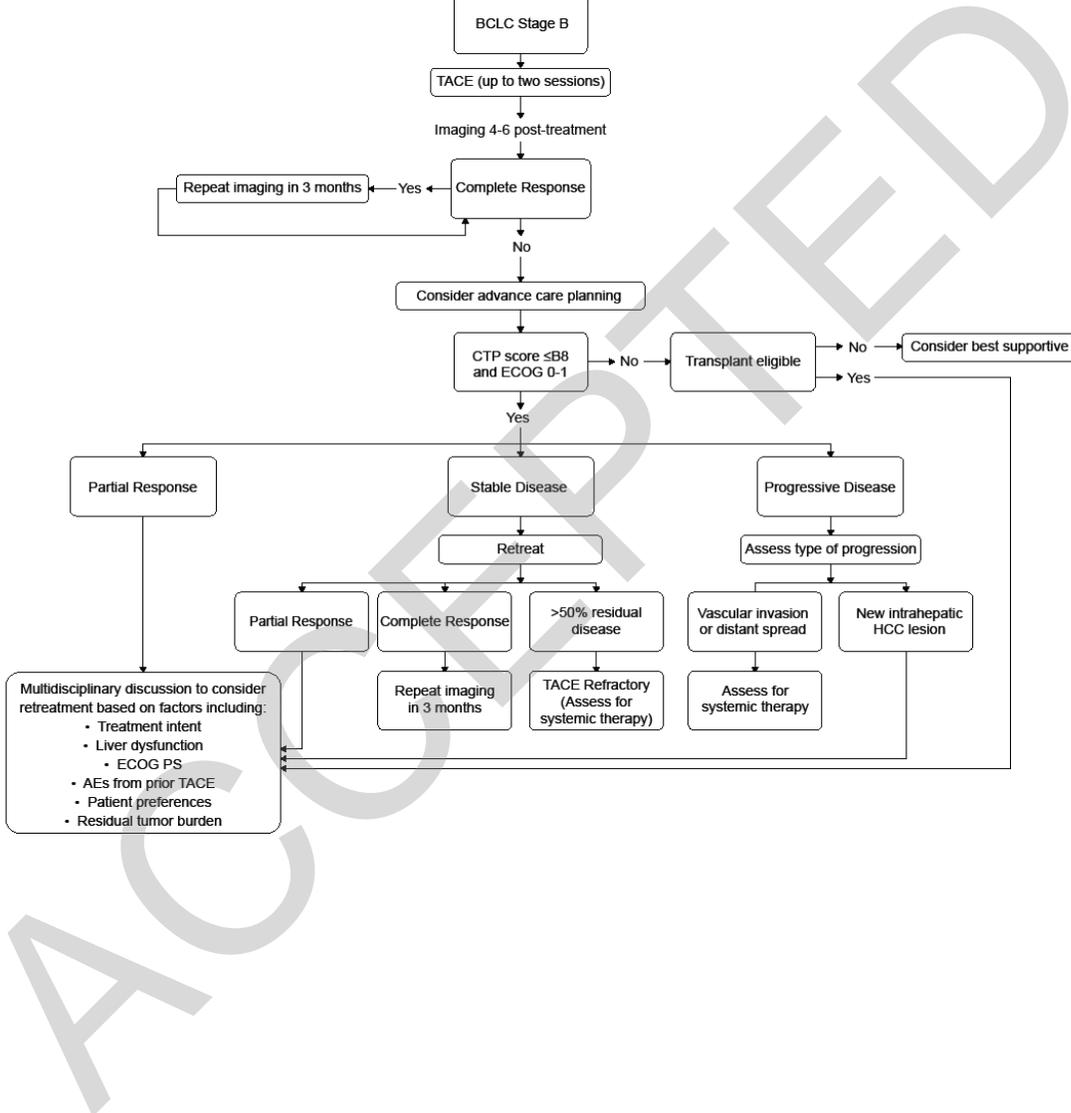 BCLC Stage B
TACE (up to two sessions)
Imaging 4-6 post-treatment
Complete Response
Yes
Repeat imaging in 3 months
No
Consider advance care planning
CTP score ≤B8
and ECOG 0-1
No
Transplant eligible
No
Consider best supportive
Yes
Yes
Partial Response
Stable Disease
Progressive Disease
Retreat
Assess type of progression
Partial Response
Complete Response
>50% residual
disease
Vascular invasion
or distant spread
New intrahepatic
HCC lesion
Repeat imaging
in 3 months
TACE Refractory
(Assess for
systemic therapy)
Assess for
systemic therapy
Multidisciplinary discussion to consider
retreatment based on factors including:
• Treatment intent
• Liver dysfunction
• ECOG PS
• AEs from prior TACE
• Patient preferences
• Residual tumor burden
ACCEPTED